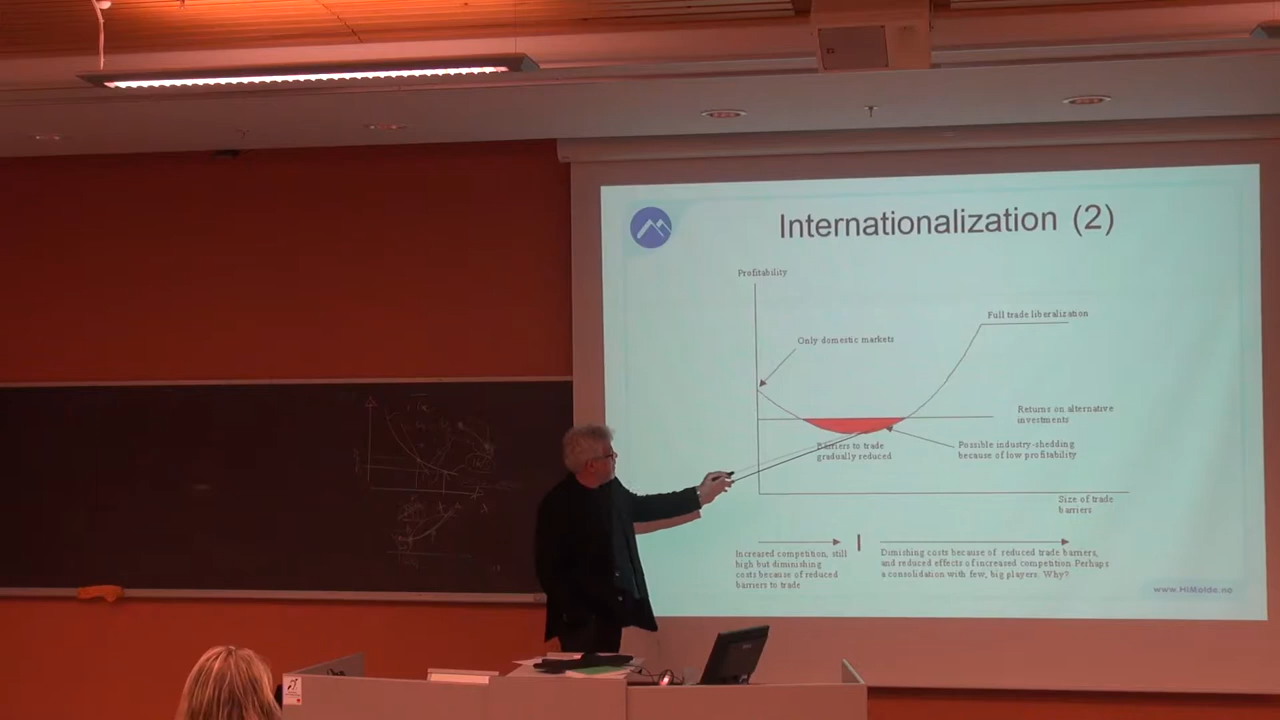 Internationalization (2)
Profitability
Full trade liberalization
Only domestic markets
Returns on alternative
investments
Barriers to trade
gradually reduced
Possible industry-shedding
because of low profitability
Size of trade
barriers
Increased competition, still
high but diminishing
costs because of reduced
barriers to trade
Dimishing costs because of reduced trade barriers,
and reduced effects of increased competition. Perhaps
a consolidation with few, big players. Why?
www.HiMolde.no